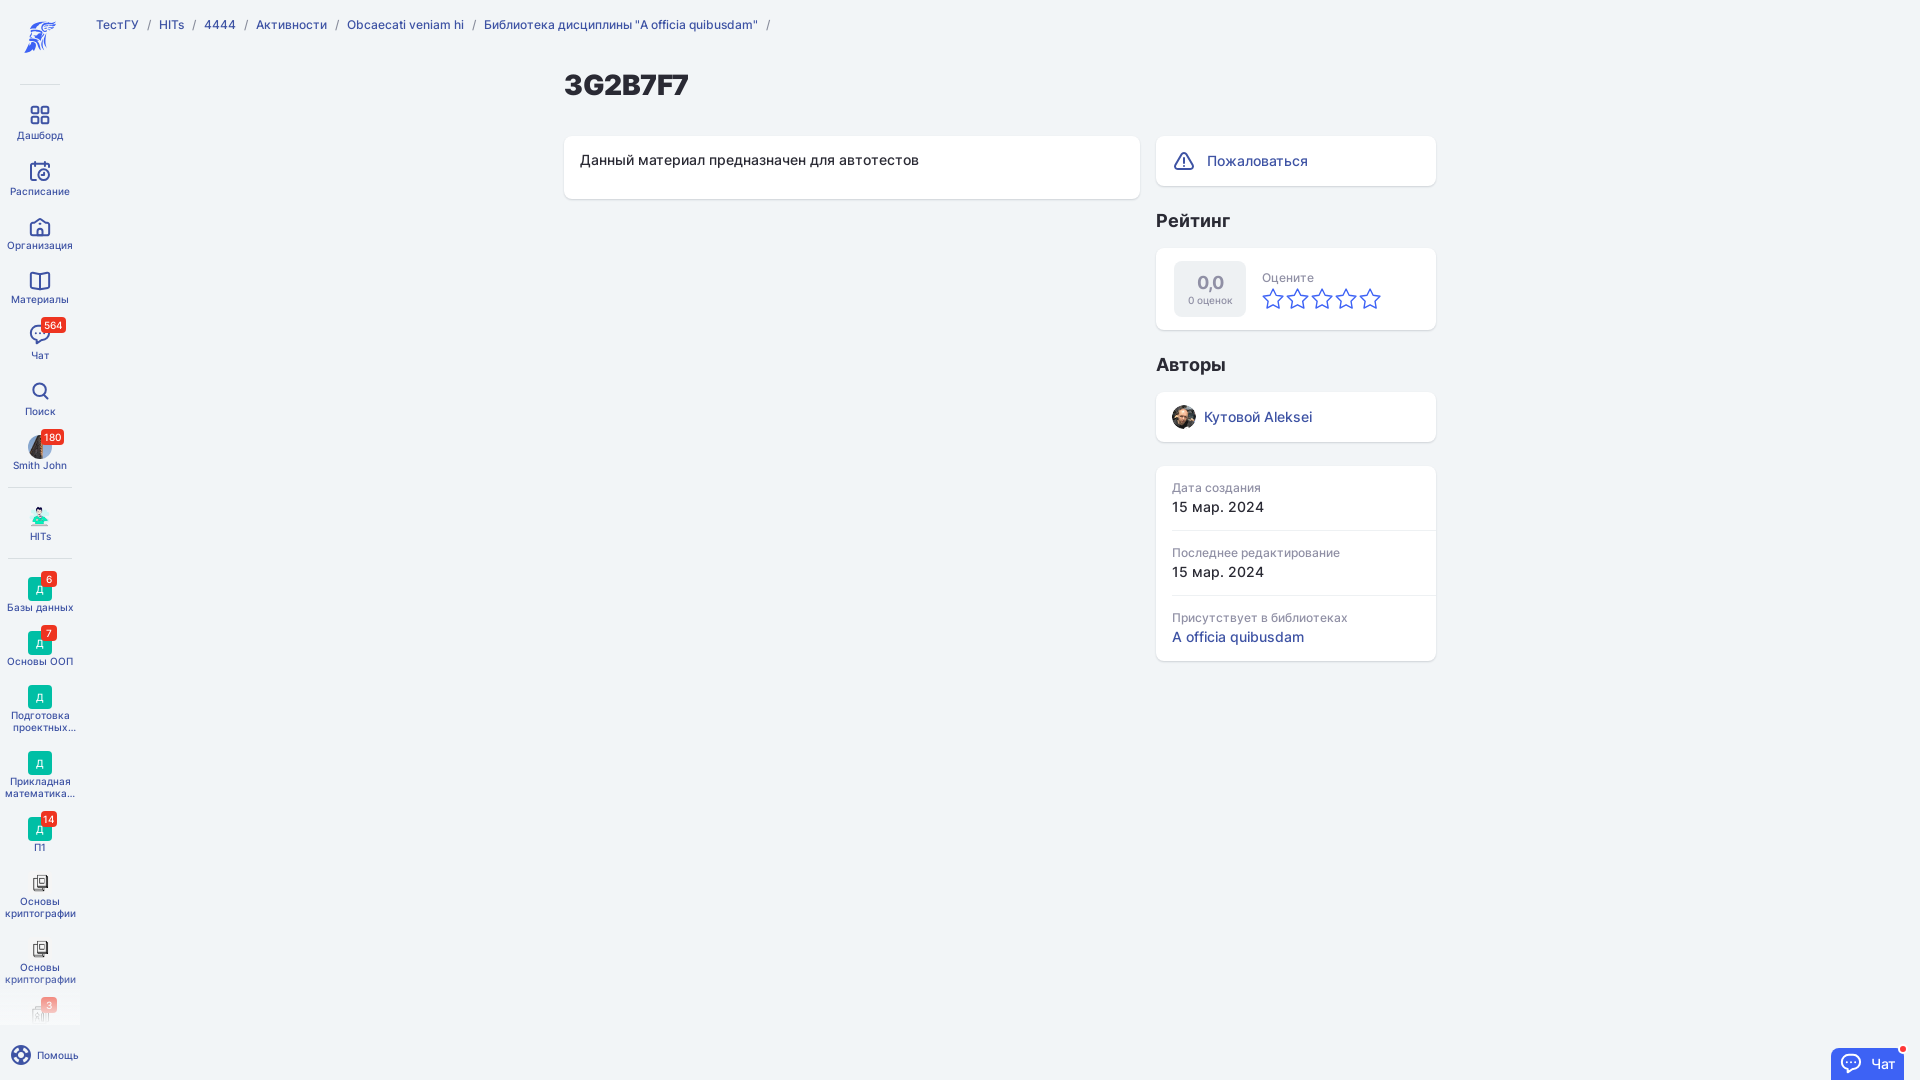 ТестГУ / HITs / 4444 / Активности / Obcaecati veniam hi / Библиотека дисциплины "A officia quibusdam" /
3G2B7F7
Данный материал предназначен для автотестов
Пожаловаться
Рейтинг
0,0
0 оценок
Оцените
Авторы
Кутовой Aleksei
Дата создания
15 мар. 2024
Последнее редактирование
15 мар. 2024
Присутствует в библиотеках
A officia quibusdam
Дашборд
Расписание
Организация
Материалы
564
Чат
Поиск
180
Smith John
HITs
6
Д
Базы данных
7
Д
Основы ООП
Д
Подготовка
проектных...
Д
Прикладная
математика...
14
Д
П1
Основы
криптографии
Основы
криптографии
3
Помощь
Чат